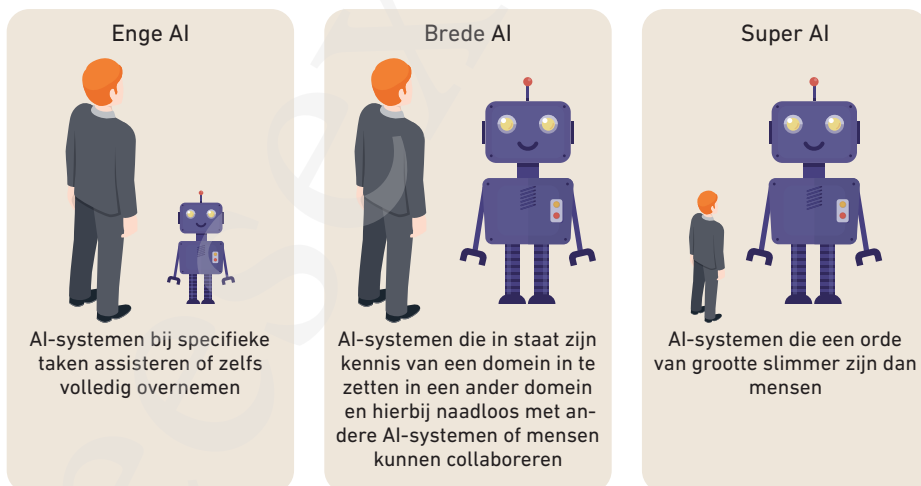 Enge AI
AI-systemen bij specifieke
taken assisteren of zelfs
volledig overnemen
Brede AI
AI-systemen die in staat zijn
kennis van een domein in te
zetten in een ander domein
en hierbij naadloos met an-
dere AI-systemen of mensen
kunnen collaboreren
Super AI
AI-systemen die een orde
van grootte slimmer zijn dan
mensen